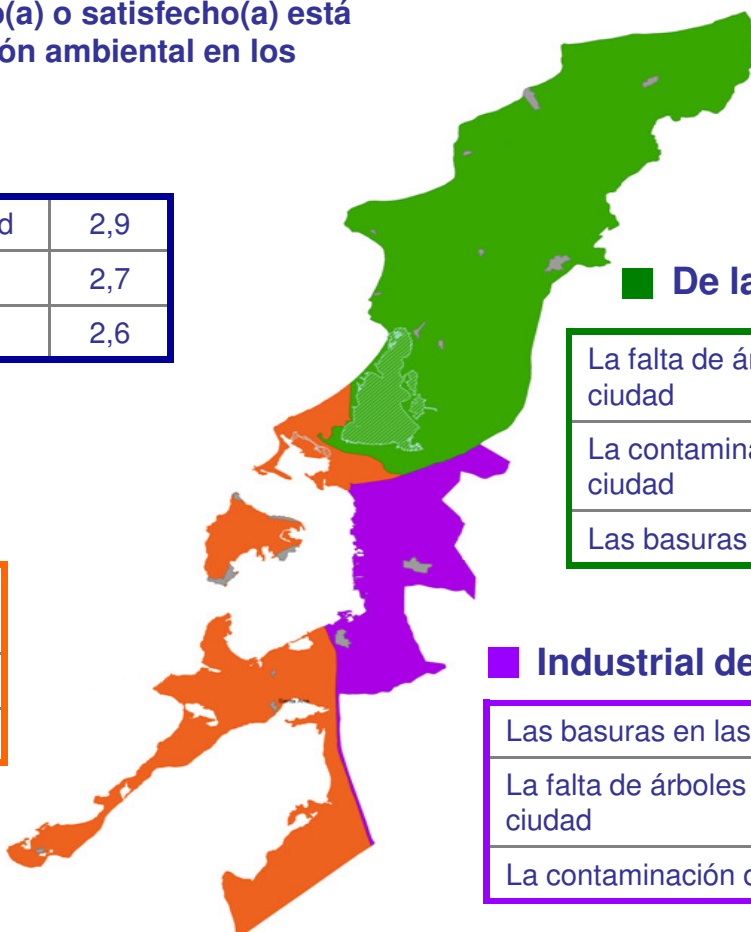 o(a) o satisfecho(a) está
ón ambiental en los
d 2,9
2,7
2,6
De la
La falta de ár
ciudad
La contamina
ciudad
Las basuras
Industrial de
Las basuras en las
La falta de árboles
ciudad
La contaminación d